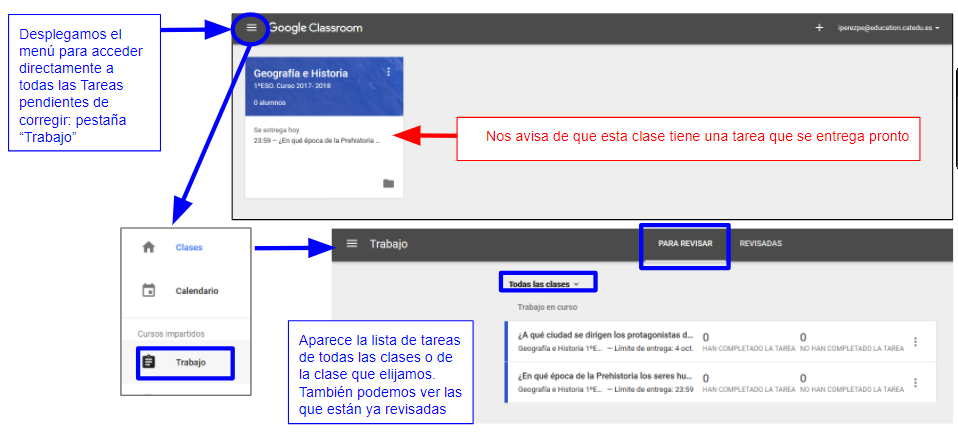 Desplegamos el
menú para acceder
directamente a
todas las Tareas
pendientes de
corregir: pestaña
“Trabajo”
Google Classroom
iperezpe@education.catedu.es
Geografía e Historia
1ºESO. Curso 2017- 2018
0 alumnos
Se entrega hoy
23:59 – ¿En qué época de la Prehistoria ...
Nos avisa de que esta clase tiene una tarea que se entrega pronto
Clases
Calendario
Cursos impartidos
Trabajo
Trabajo
PARA REVISAR
REVISADAS
Todas las clases
Trabajo en curso
¿A qué ciudad se dirigen los protagonistas d...
Geografía e Historia 1ºE... – Límite de entrega: 4 oct.
0
HAN COMPLETADO LA TAREA
0
NO HAN COMPLETADO LA TAREA
¿En qué época de la Prehistoria los seres hu...
Geografía e Historia 1ºE... – Límite de entrega: 23:59
0
HAN COMPLETADO LA TAREA
0
NO HAN COMPLETADO LA TAREA
Aparece la lista de tareas
de todas las clases o de
la clase que elijamos.
También podemos ver las
que están ya revisadas